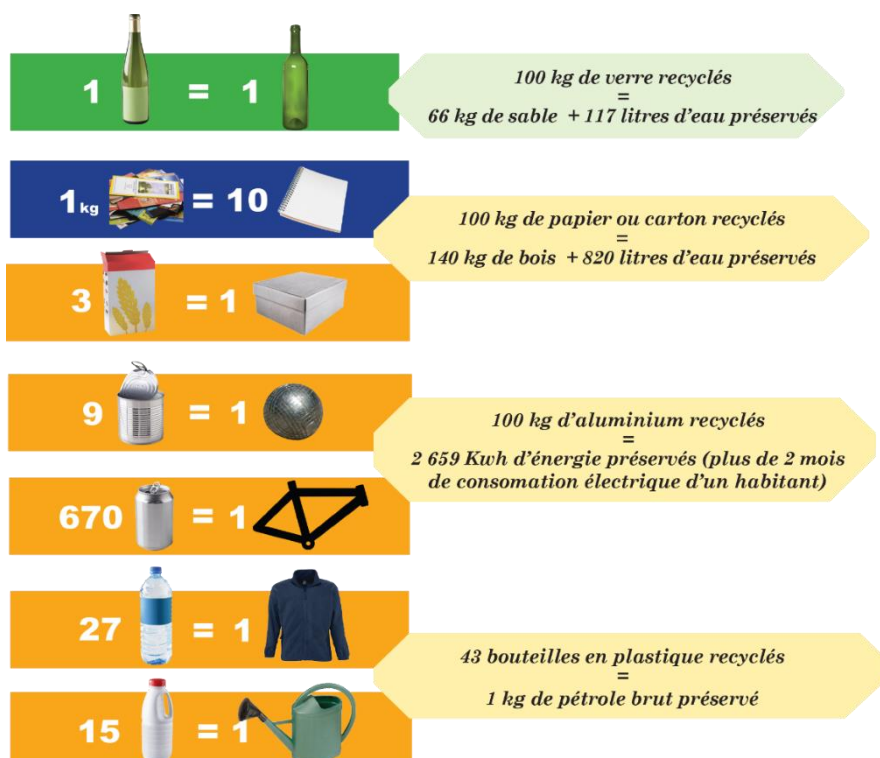 1 = 1
100 kg de verre recyclés
=
66 kg de sable + 117 litres d'eau préservés
1kg = 10
100 kg de papier ou carton recyclés
=
140 kg de bois + 820 litres d'eau préservés
3 = 1
9 = 1
100 kg d'aluminium recyclés
=
2 659 Kwh d'énergie préservés (plus de 2 mois
de consomation électrique d'un habitant)
670 = 1
27 = 1
43 bouteilles en plastique recyclés
=
1 kg de pétrole brut préservé
15 = 1